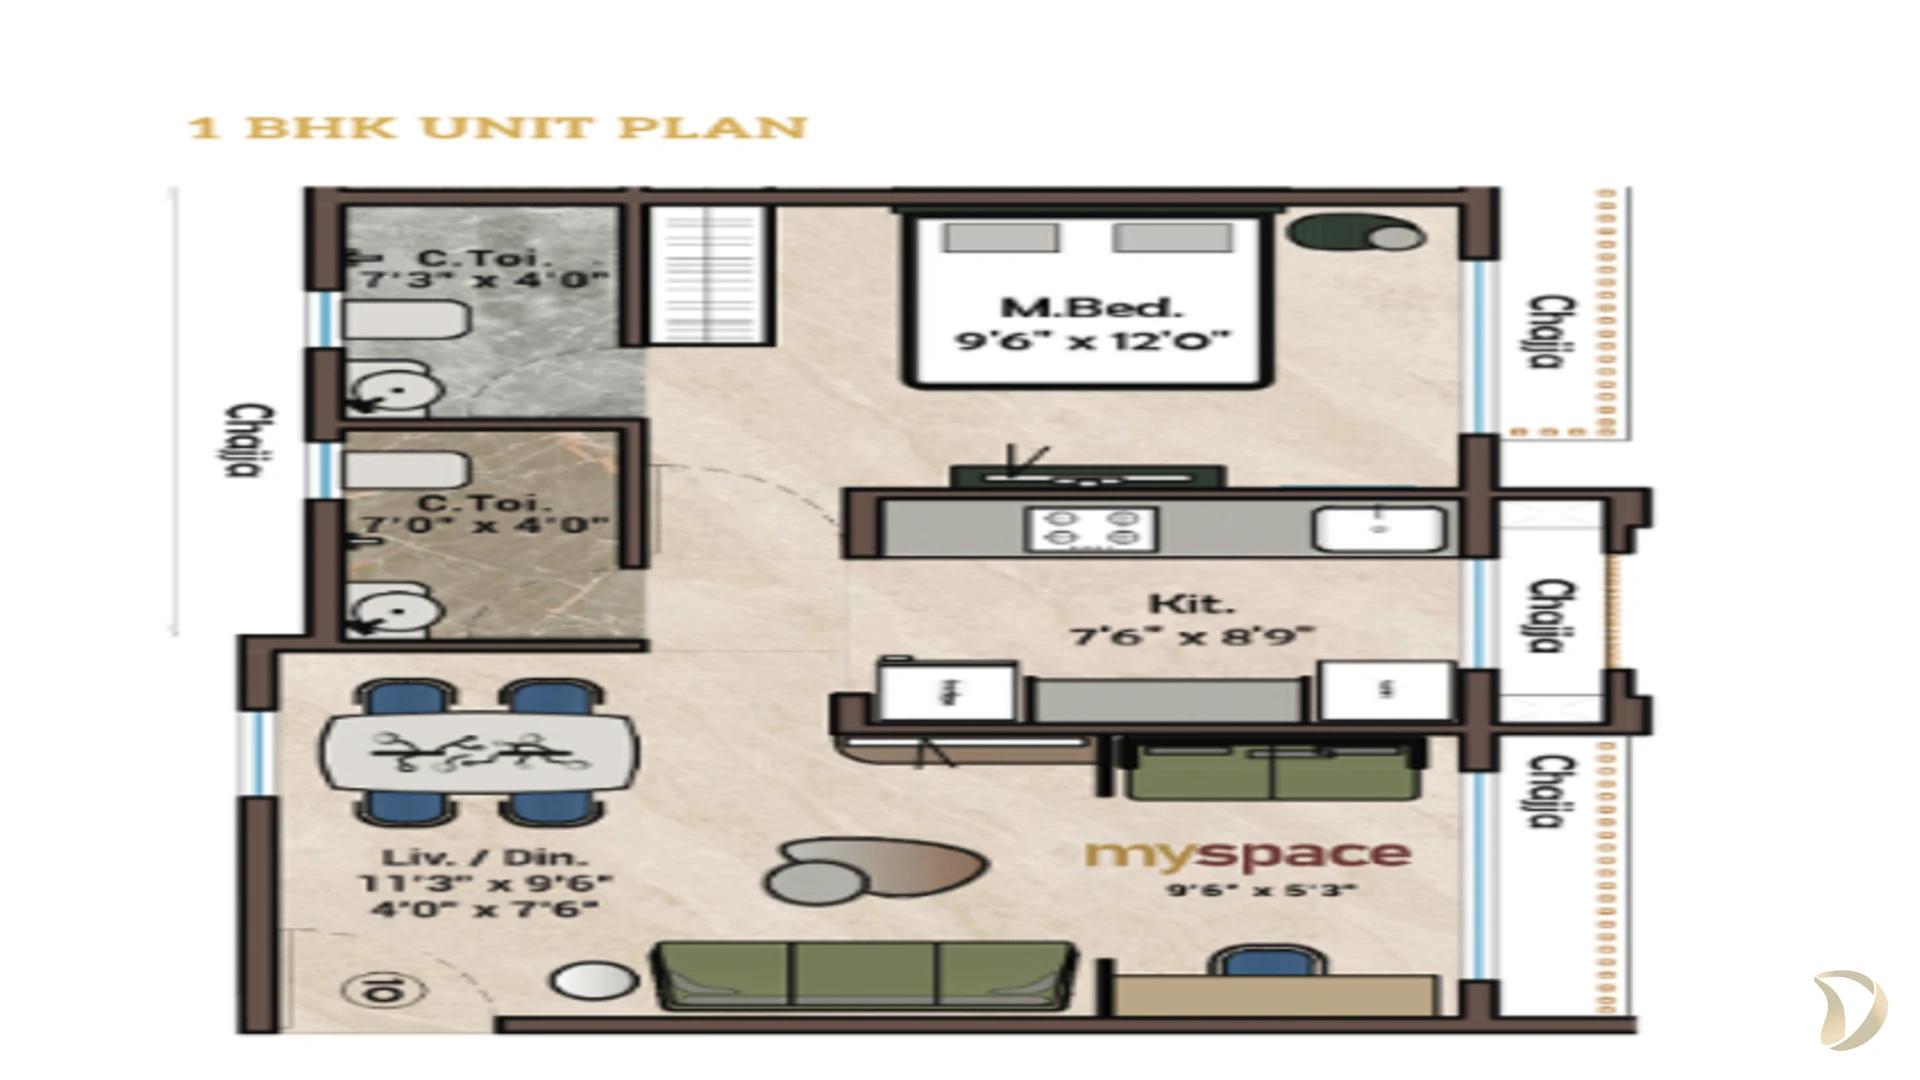 1 BHK UNIT PLAN
C.Toi.
7'3" x 4'0"
M.Bed.
9'6" x 12'0"
Chajja
Chajja
C.Toi.
7'0" x 4'0"
Kit.
7'6" x 8'9"
Chajja
Chajja
myspace
9'6" x 5'3"
Liv. / Din.
11'3" x 9'6"
4'0" x 7'6"
10